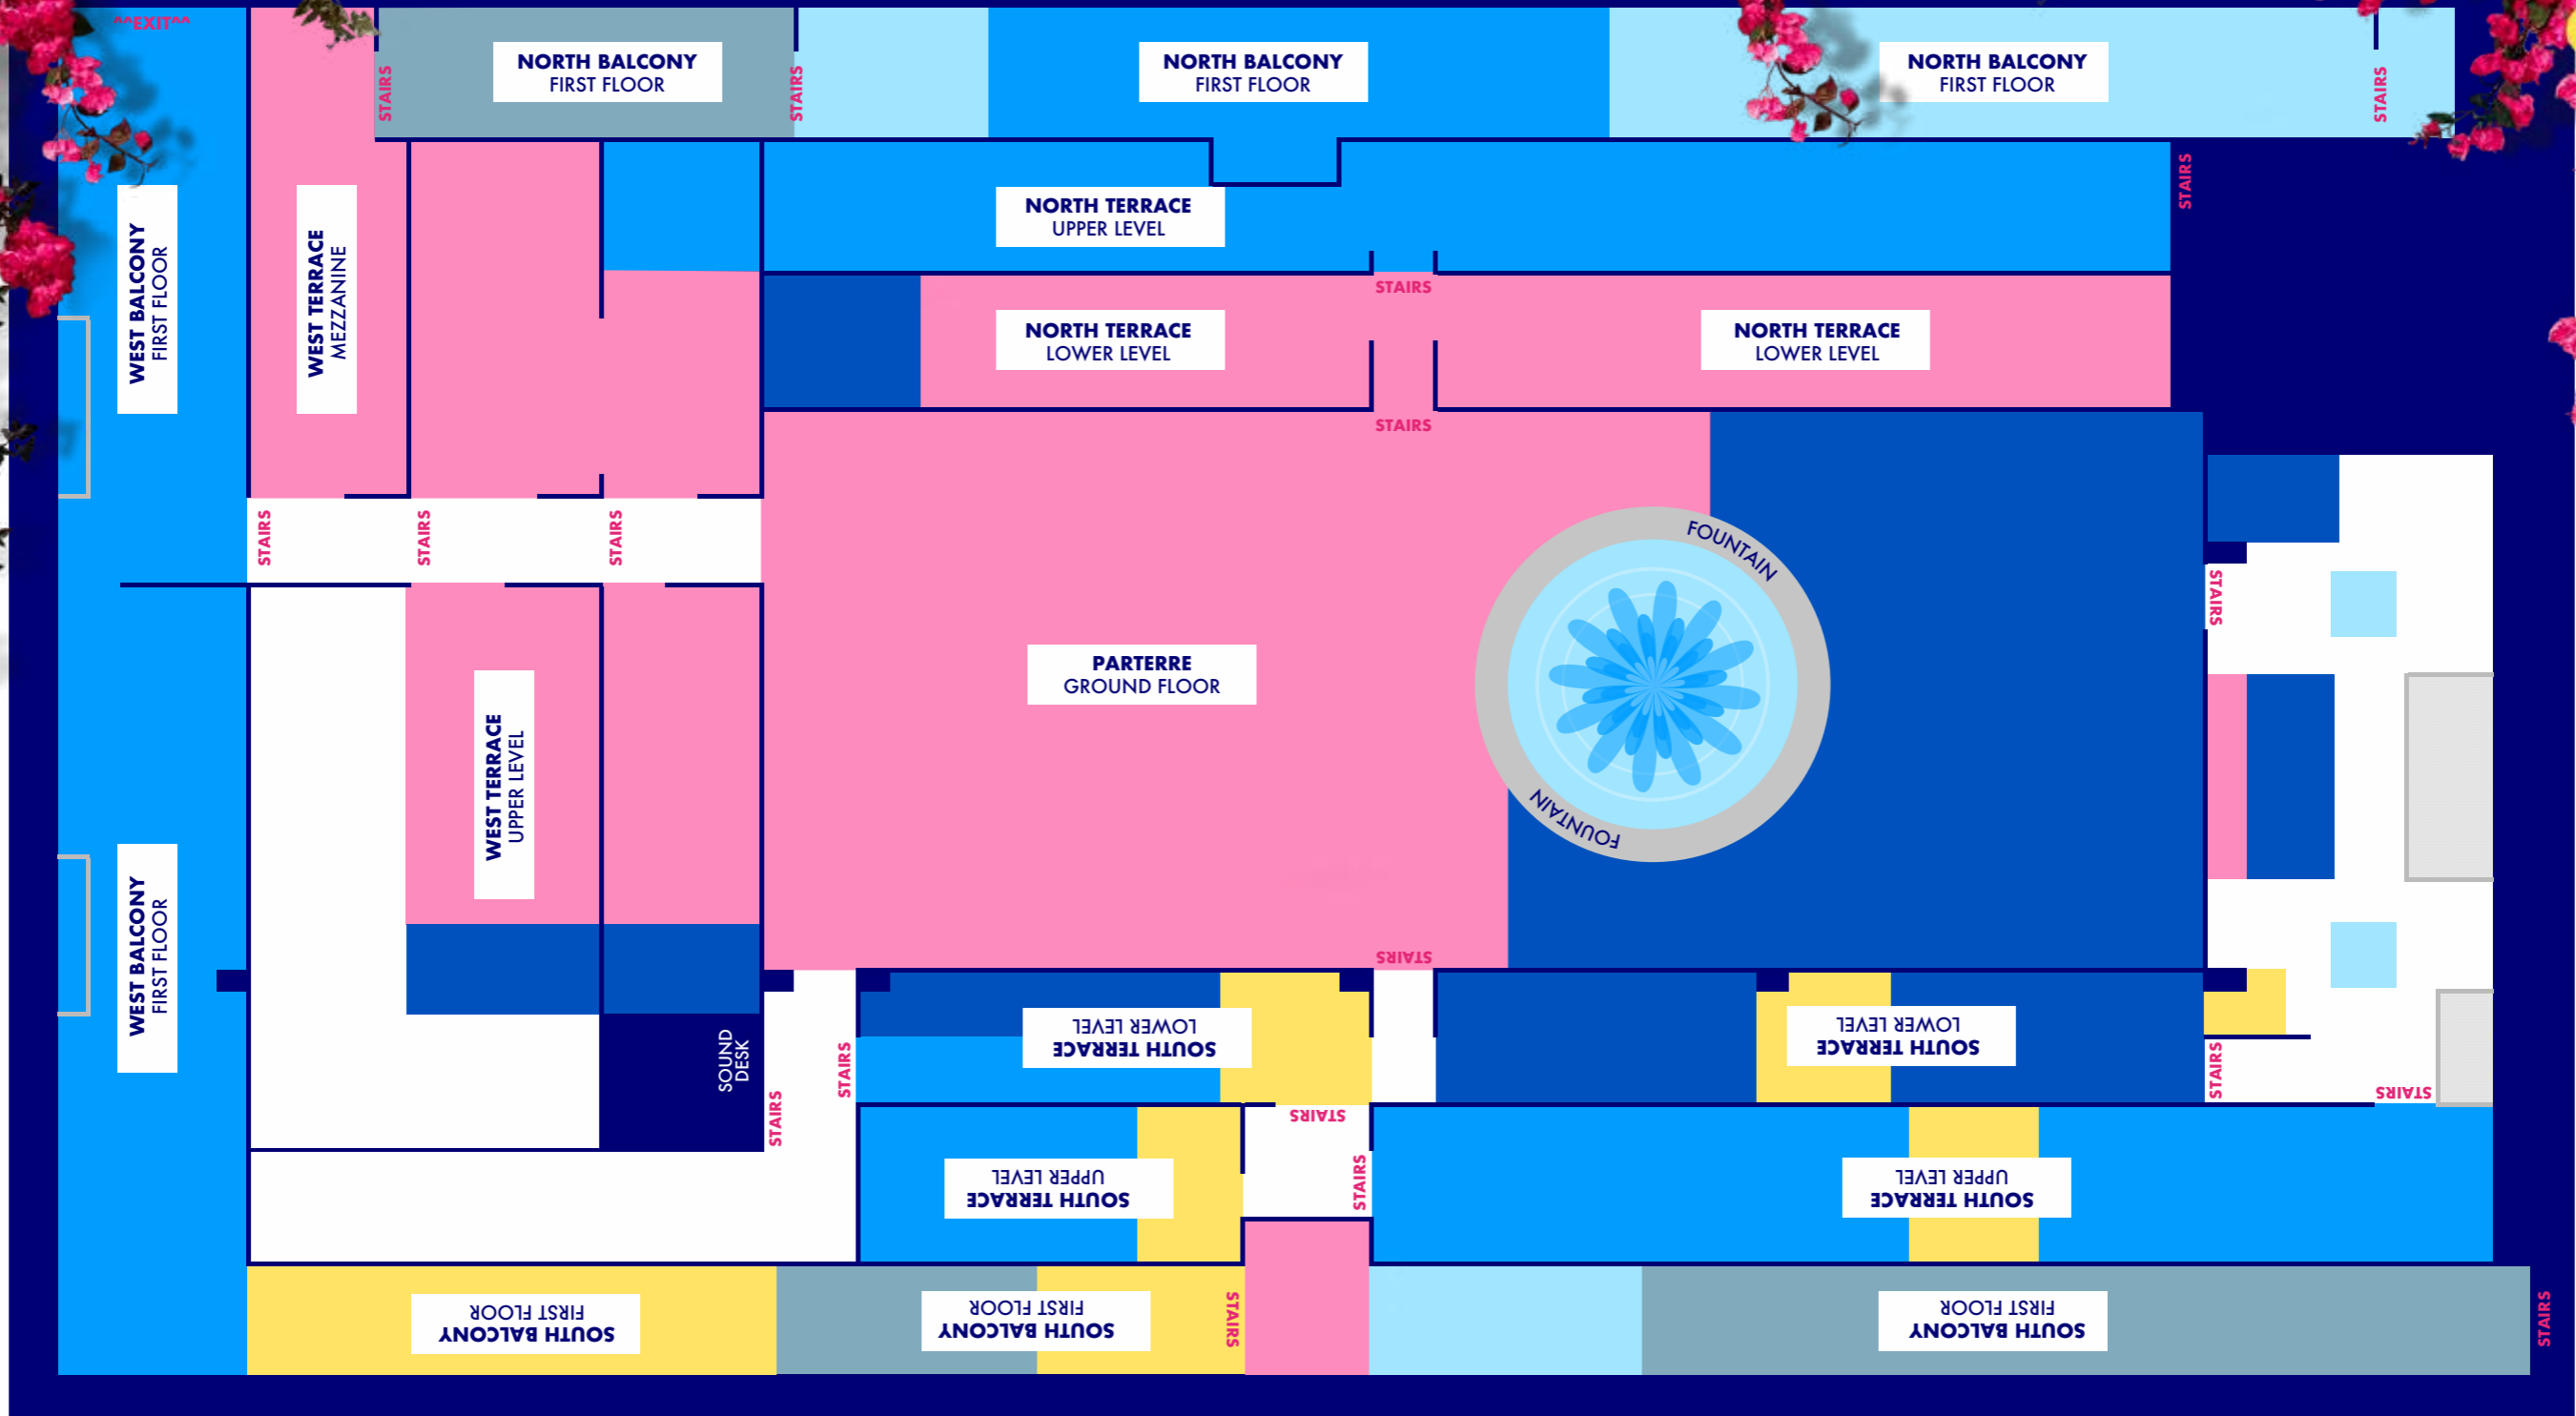 ^^EXIT^^
NORTH BALCONY
FIRST FLOOR
NORTH BALCONY
FIRST FLOOR
NORTH BALCONY
FIRST FLOOR
STAIRS
STAIRS
STAIRS
WEST BALCONY
FIRST FLOOR
WEST TERRACE
MEZZANINE
NORTH TERRACE
UPPER LEVEL
STAIRS
STAIRS
NORTH TERRACE
LOWER LEVEL
NORTH TERRACE
LOWER LEVEL
STAIRS
STAIRS
STAIRS
STAIRS
FOUNTAIN
STAIRS
PARTERRE
GROUND FLOOR
WEST TERRACE
UPPER LEVEL
FOUNTAIN
WEST BALCONY
FIRST FLOOR
STAIRS
SOUND
DESK
STAIRS
STAIRS
SOUTH TERRACE
LOWER LEVEL
SOUTH TERRACE
LOWER LEVEL
STAIRS
STAIRS
STAIRS
STAIRS
SOUTH TERRACE
UPPER LEVEL
SOUTH TERRACE
UPPER LEVEL
SOUTH BALCONY
FIRST FLOOR
SOUTH BALCONY
FIRST FLOOR
STAIRS
SOUTH BALCONY
FIRST FLOOR
STAIRS